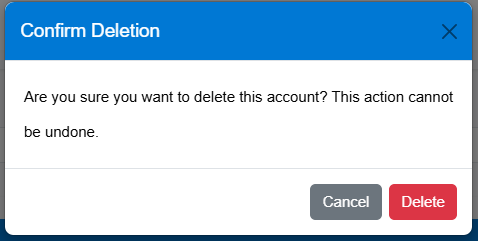 Confirm Deletion
Are you sure you want to delete this account? This action cannot
be undone.
Cancel Delete